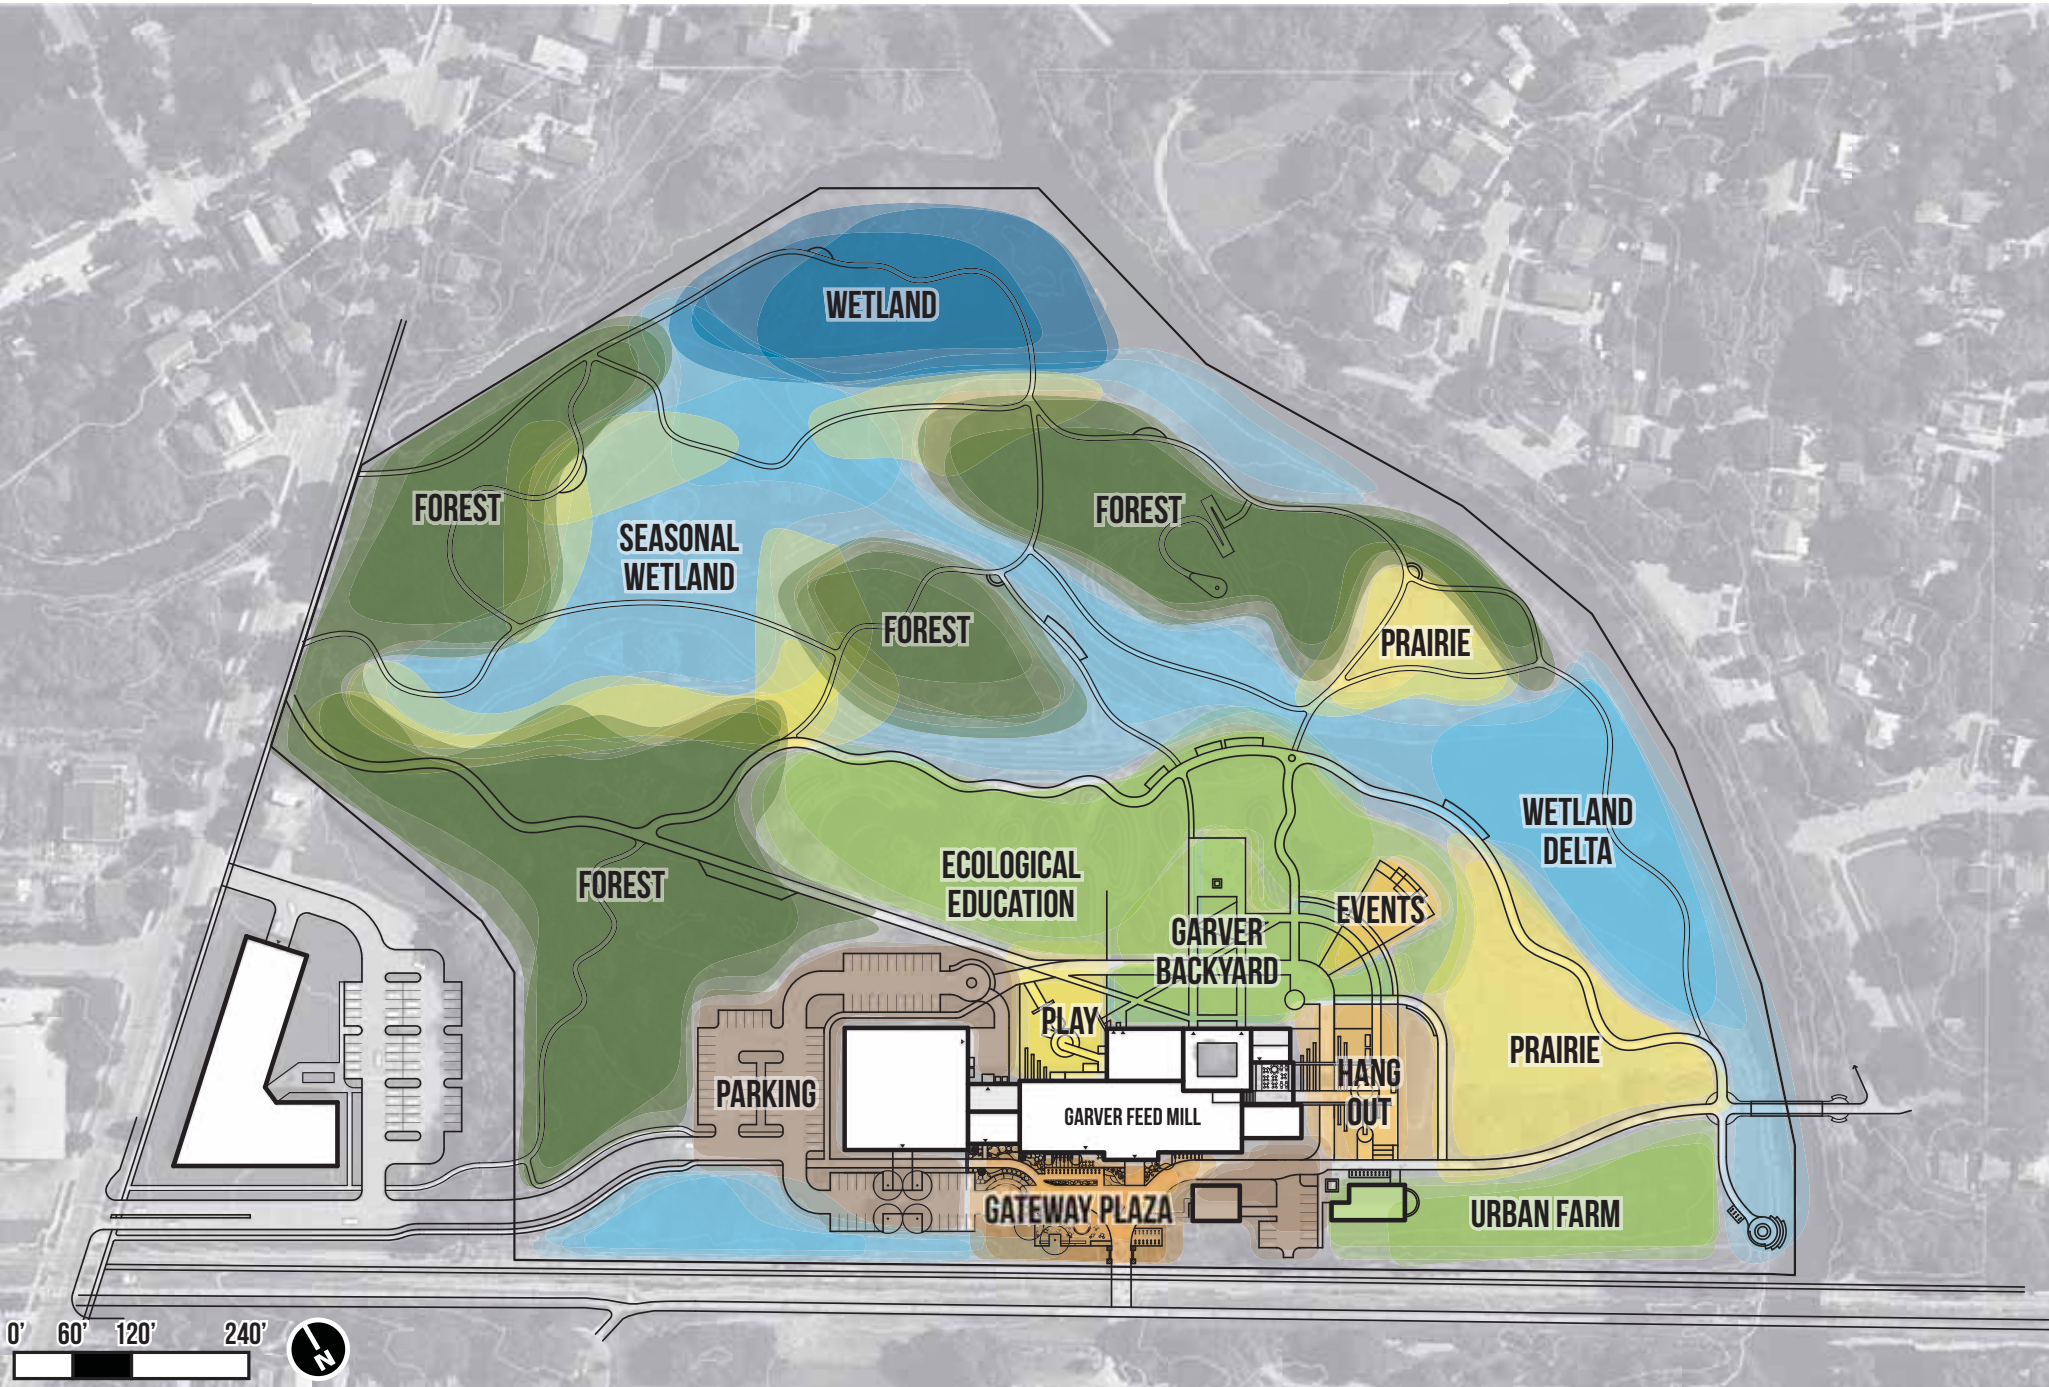 WETLAND
FOREST
FOREST
SEASONAL
WETLAND
FOREST
PRAIRIE
WETLAND
DELTA
FOREST
ECOLOGICAL
EDUCATION
EVENTS
GARVER
BACKYARD
PLAY
PRAIRIE
PARKING
HANG
OUT
GARVER FEED MILL
GATEWAY PLAZA
URBAN FARM
0' 60' 120' 240'
N